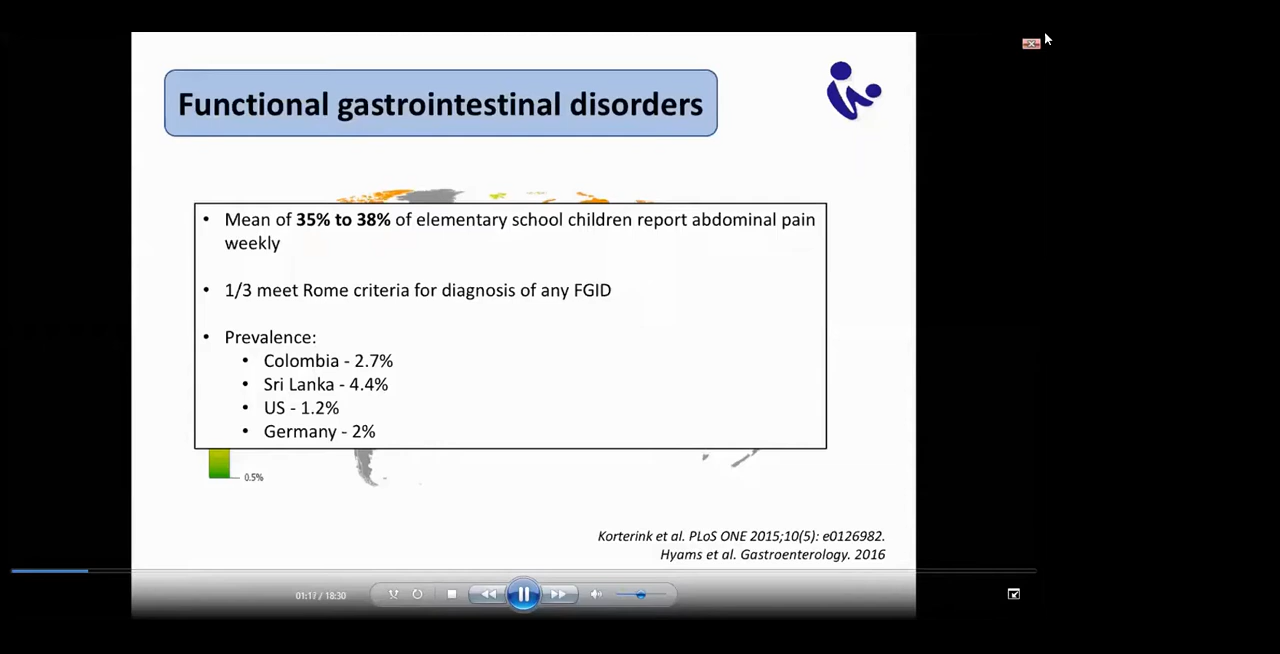 Functional gastrointestinal disorders
• Mean of 35% to 38% of elementary school children report abdominal pain
weekly
• 1/3 meet Rome criteria for diagnosis of any FGID
• Prevalence:
• Colombia - 2.7%
• Sri Lanka - 4.4%
• US - 1.2%
• Germany - 2%
0.5%
Korterink et al. PLoS ONE 2015;10(5): e0126982.
Hyams et al. Gastroenterology. 2016
01:17 / 18:30